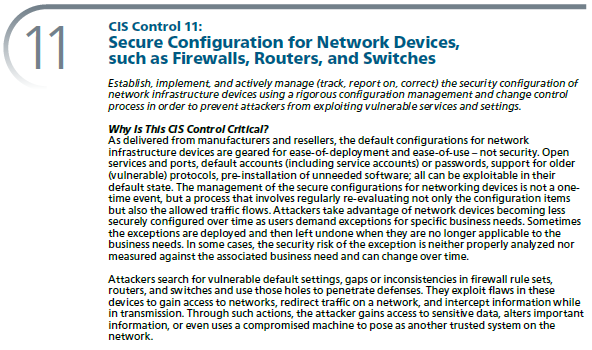 11
CIS Control 11:
Secure Configuration for Network Devices,
such as Firewalls, Routers, and Switches
Establish, implement, and actively manage (track, report on, correct) the security configuration of
network infrastructure devices using a rigorous configuration management and change control
process in order to prevent attackers from exploiting vulnerable services and settings.
Why Is This CIS Control Critical?
As delivered from manufacturers and resellers, the default configurations for network
infrastructure devices are geared for ease-of-deployment and ease-of-use – not security. Open
services and ports, default accounts (including service accounts) or passwords, support for older
(vulnerable) protocols, pre-installation of unneeded software; all can be exploitable in their
default state. The management of the secure configurations for networking devices is not a one-
time event, but a process that involves regularly re-evaluating not only the configuration items
but also the allowed traffic flows. Attackers take advantage of network devices becoming less
securely configured over time as users demand exceptions for specific business needs. Sometimes
the exceptions are deployed and then left undone when they are no longer applicable to the
business needs. In some cases, the security risk of the exception is neither properly analyzed nor
measured against the associated business need and can change over time.
Attackers search for vulnerable default settings, gaps or inconsistencies in firewall rule sets,
routers, and switches and use those holes to penetrate defenses. They exploit flaws in these
devices to gain access to networks, redirect traffic on a network, and intercept information while
in transmission. Through such actions, the attacker gains access to sensitive data, alters important
information, or even uses a compromised machine to pose as another trusted system on the
network.